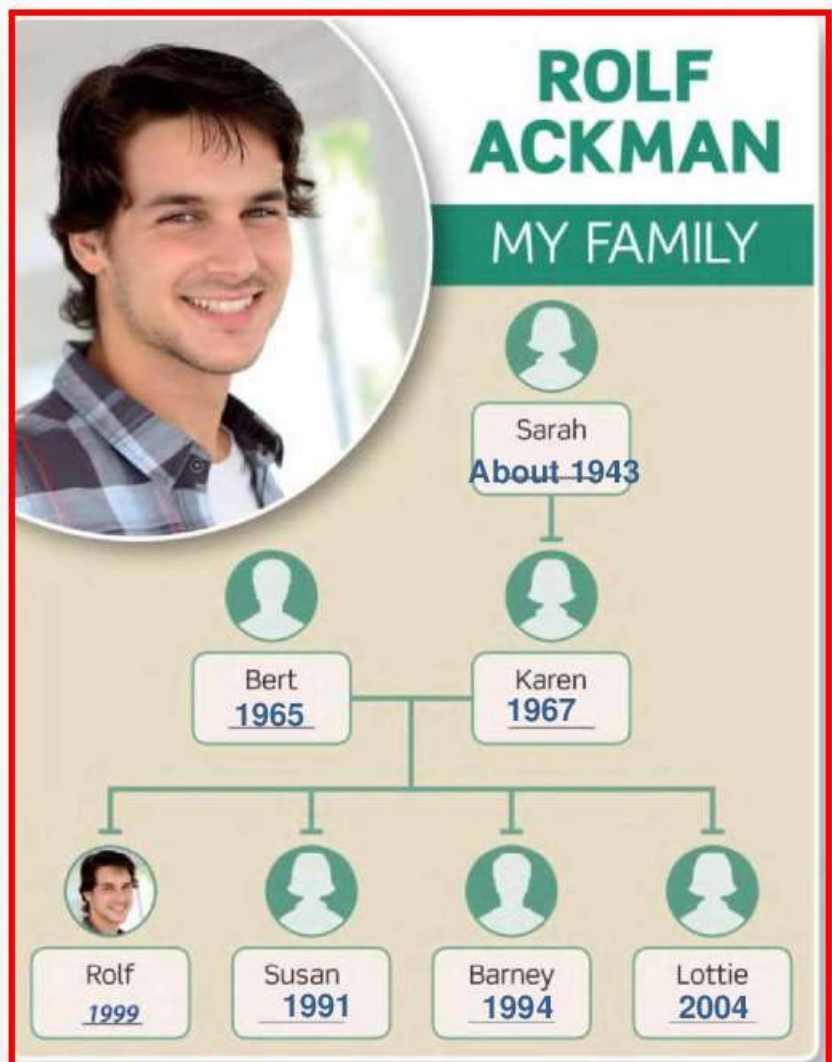 ROLF
ACKMAN
MY FAMILY
Sarah
About 1943
Bert
1965
Karen
1967
Rolf
1999
Susan
1991
Barney
1994
Lottie
2004